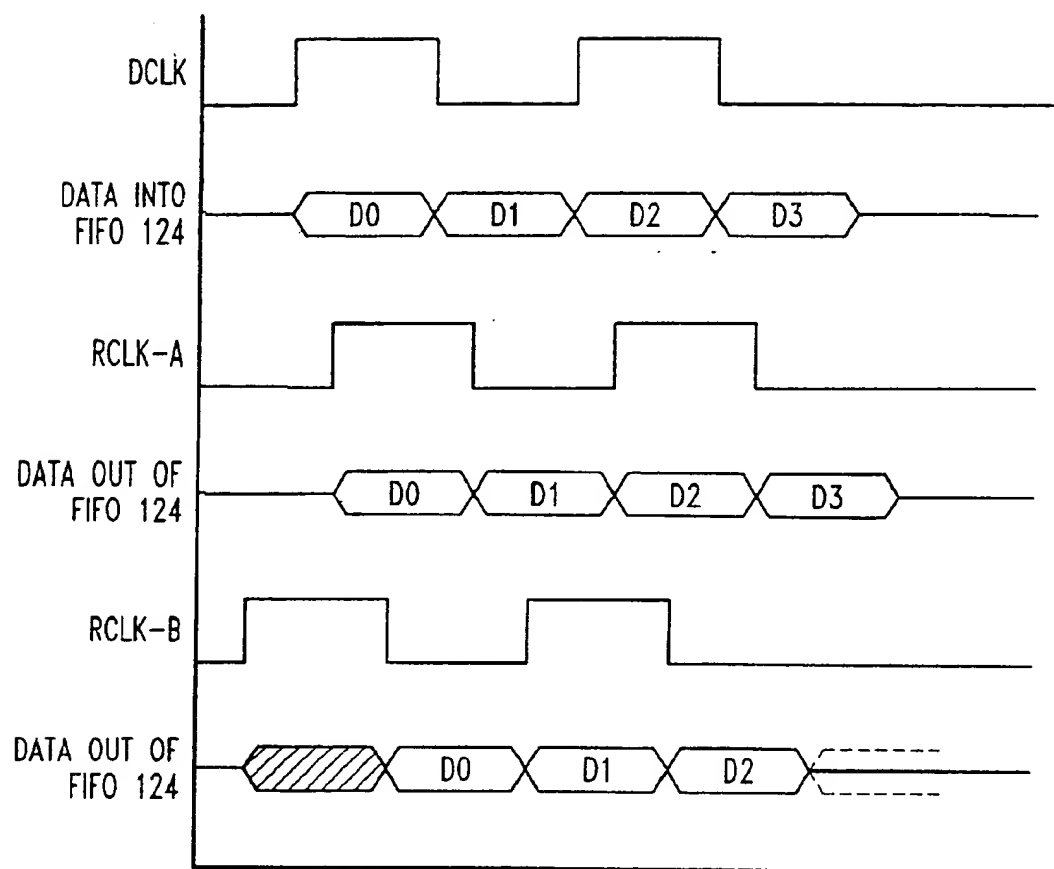 DCLK
DATA INTO
FIFO 124
D0 D1 D2 D3
RCLK-A
DATA OUT OF
FIFO 124
D0 D1 D2 D3
RCLK-B
DATA OUT OF
FIFO 124
D0 D1 D2